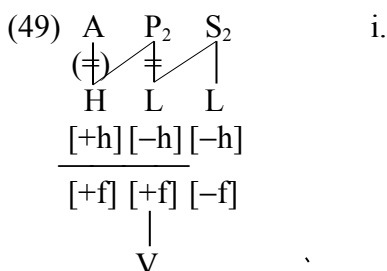 (49) A P₂ S₂ i.
(=) =
H L L
[+h] [−h] [−h]
[+f] [+f] [−f]
V ˋ